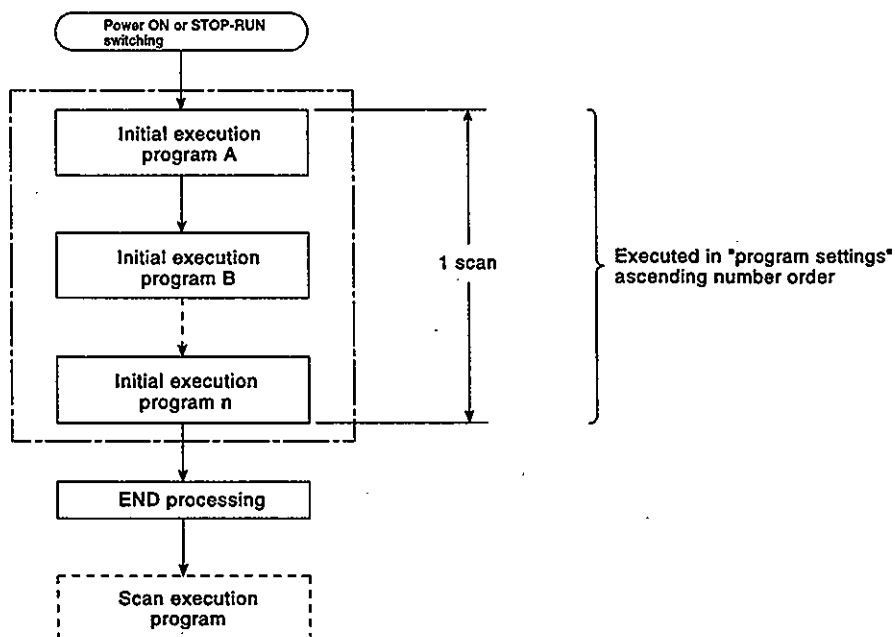 Power ON or STOP-RUN
switching
Initial execution
program A
Initial execution
program B
1 scan
Executed in "program settings"
ascending number order
Initial execution
program n
END processing
Scan execution
program